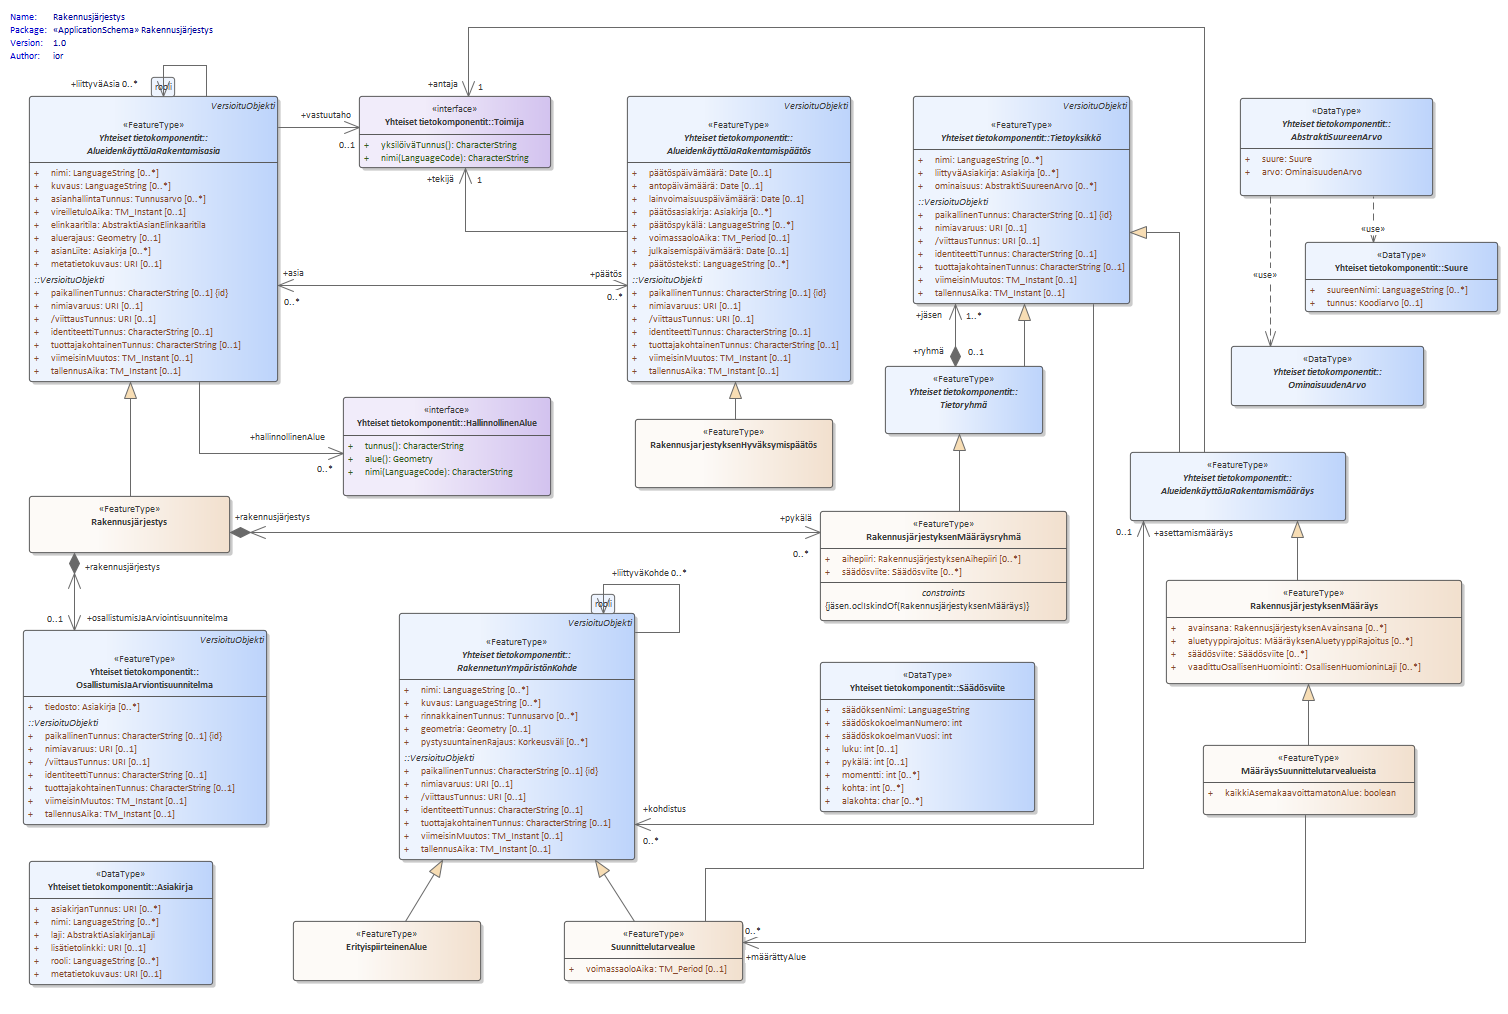 Name: Rakennusjärjestys
Package: «ApplicationSchema» Rakennusjärjestys
Version: 1.0
Author: ior
+liittyväAsia 0..*
rooli
VersioituObjekti
«FeatureType»
Yhteiset tietokomponentit::
AlueidenkäyttöJaRakentamisasia
+ nimi: LanguageString [0..*]
+ kuvaus: LanguageString [0..*]
+ asianhallintaTunnus: Tunnusarvo [0..*]
+ vireilletuloAika: TM_Instant [0..1]
+ elinkaaritila: AbstraktiAsianElinkaaritila
+ aluerajaus: Geometry [0..1]
+ asianLiite: Asiakirja [0..*]
+ metatietokuvaus: URI [0..1]
::VersioituObjekti
+ paikallinenTunnus: CharacterString [0..1] {id}
+ nimiavaruus: URI [0..1]
+ /viittausTunnus: URI [0..1]
+ identiteettiTunnus: CharacterString [0..1]
+ tuottajakohtainenTunnus: CharacterString [0..1]
+ viimeisinMuutos: TM_Instant [0..1]
+ tallennusAika: TM_Instant [0..1]
+vastuutaho
0..1
+antaja
1
«interface»
Yhteiset tietokomponentit::Toimija
+ yksilöiväTunnus(): CharacterString
+ nimi(LanguageCode): CharacterString
+tekijä
1
+asia
0..*
+päätös
0..*
VersioituObjekti
«FeatureType»
Yhteiset tietokomponentit::
AlueidenkäyttöJaRakentamispäätös
+ päätöspäivämäärä: Date [0..1]
+ antopäivämäärä: Date [0..1]
+ lainvoimaisuuspäivämäärä: Date [0..1]
+ päätösasiakirja: Asiakirja [0..*]
+ päätöspykälä: LanguageString [0..*]
+ voimassaoloAika: TM_Period [0..1]
+ julkaisemispäivämäärä: Date [0..1]
+ päätösteksti: LanguageString [0..*]
::VersioituObjekti
+ paikallinenTunnus: CharacterString [0..1] {id}
+ nimiavaruus: URI [0..1]
+ /viittausTunnus: URI [0..1]
+ identiteettiTunnus: CharacterString [0..1]
+ tuottajakohtainenTunnus: CharacterString [0..1]
+ viimeisinMuutos: TM_Instant [0..1]
+ tallennusAika: TM_Instant [0..1]
VersioituObjekti
«FeatureType»
Yhteiset tietokomponentit::Tietoyksikkö
+ nimi: LanguageString [0..*]
+ liittyväAsiakirja: Asiakirja [0..*]
+ ominaisuus: AbstraktiSuureenArvo [0..*]
::VersioituObjekti
+ paikallinenTunnus: CharacterString [0..1] {id}
+ nimiavaruus: URI [0..1]
+ /viittausTunnus: URI [0..1]
+ identiteettiTunnus: CharacterString [0..1]
+ tuottajakohtainenTunnus: CharacterString [0..1]
+ viimeisinMuutos: TM_Instant [0..1]
+ tallennusAika: TM_Instant [0..1]
«DataType»
Yhteiset tietokomponentit::
AbstraktiSuureenArvo
+ suure: Suure
+ arvo: OminaisuudenArvo
«use»
«use»
«DataType»
Yhteiset tietokomponentit::Suure
+ suureenNimi: LanguageString [0..*]
+ tunnus: Koodiarvo [0..1]
«DataType»
Yhteiset tietokomponentit::
OminaisuudenArvo
+jäsen
1..*
+ryhmä
0..1
«FeatureType»
Yhteiset tietokomponentit::
Tietoryhmä
+hallinnollinenAlue
0..*
«interface»
Yhteiset tietokomponentit::HallinnollinenAlue
+ tunnus(): CharacterString
+ alue(): Geometry
+ nimi(LanguageCode): CharacterString
«FeatureType»
RakennusjarjestyksenHyväksymispäätös
«FeatureType»
Yhteiset tietokomponentit::
AlueidenkäyttöJaRakentamismääräys
«FeatureType»
Rakennusjärjestys
+rakennusjärjestys
+pykälä
0..*
«FeatureType»
RakennusjärjestyksenMääräysryhmä
+ aihepiiri: RakennusjärjestyksenAihepiiri [0..*]
+ säädösviite: Säädösviite [0..*]
constraints
{jäsen.oclIskindOf(RakennusjärjestyksenMääräys)}
0..1
+asettamismääräys
+rakennusjärjestys
0..1
+osallistumisJaArviointisuunnitelma
VersioituObjekti
«FeatureType»
Yhteiset tietokomponentit::
OsallistumisJaArviontisuunnitelma
+ tiedosto: Asiakirja [0..*]
::VersioituObjekti
+ paikallinenTunnus: CharacterString [0..1] {id}
+ nimiavaruus: URI [0..1]
+ /viittausTunnus: URI [0..1]
+ identiteettiTunnus: CharacterString [0..1]
+ tuottajakohtainenTunnus: CharacterString [0..1]
+ viimeisinMuutos: TM_Instant [0..1]
+ tallennusAika: TM_Instant [0..1]
+liittyväKohde 0..*
rooli
VersioituObjekti
«FeatureType»
Yhteiset tietokomponentit::
RakennetunYmpäristönKohde
+ nimi: LanguageString [0..*]
+ kuvaus: LanguageString [0..*]
+ rinnakkainenTunnus: Tunnusarvo [0..*]
+ geometria: Geometry [0..1]
+ pystysuuntainenRajaus: Korkeusväli [0..*]
::VersioituObjekti
+ paikallinenTunnus: CharacterString [0..1] {id}
+ nimiavaruus: URI [0..1]
+ /viittausTunnus: URI [0..1]
+ identiteettiTunnus: CharacterString [0..1]
+ tuottajakohtainenTunnus: CharacterString [0..1]
+ viimeisinMuutos: TM_Instant [0..1]
+ tallennusAika: TM_Instant [0..1]
+kohdistus
0..*
«FeatureType»
RakennusjärjestyksenMääräys
+ avainsana: RakennusjärjestyksenAvainsana [0..*]
+ aluetyyppirajoitus: MääräyksenAluetyyppiRajoitus [0..*]
+ säädösviite: Säädösviite [0..*]
+ vaadittuOsallisenHuomiointi: OsallisenHuomioninLaji [0..*]
«DataType»
Yhteiset tietokomponentit::Säädösviite
+ säädöksenNimi: LanguageString
+ säädöskokoelmanNumero: int
+ säädöskokoelmanVuosi: int
+ luku: int [0..1]
+ pykälä: int [0..1]
+ momentti: int [0..*]
+ kohta: int [0..*]
+ alakohta: char [0..*]
«FeatureType»
MääräysSuunnittelutarvealueista
+ kaikkiAsemakaavoittamatonAlue: boolean
«DataType»
Yhteiset tietokomponentit::Asiakirja
+ asiakirjanTunnus: URI [0..*]
+ nimi: LanguageString [0..*]
+ laji: AbstraktiAsiakirjanLaji
+ lisätietolinkki: URI [0..1]
+ rooli: LanguageString [0..*]
+ metatietokuvaus: URI [0..1]
«FeatureType»
ErityispiirteinenAlue
«FeatureType»
Suunnittelutarvealue
+ voimassaoloAika: TM_Period [0..1]
0..*
+määrättyAlue